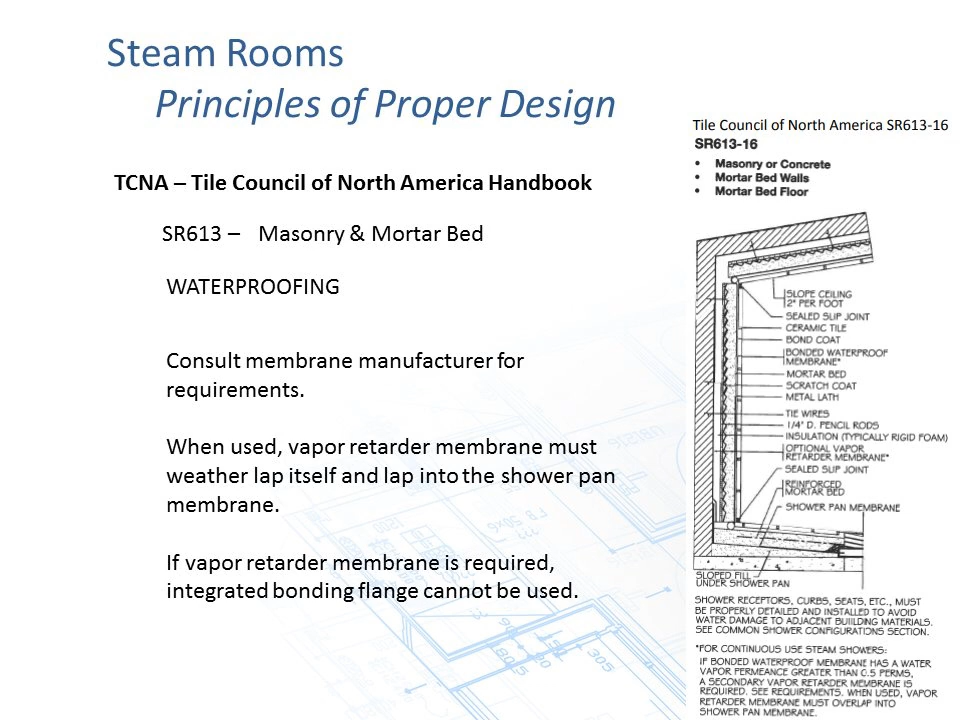 Steam Rooms
Principles of Proper Design
TCNA – Tile Council of North America Handbook
SR613 – Masonry & Mortar Bed
WATERPROOFING
Consult membrane manufacturer for
requirements.
When used, vapor retarder membrane must
weather lap itself and lap into the shower pan
membrane.
If vapor retarder membrane is required,
integrated bonding flange cannot be used.
Tile Council of North America SR613-16
SR613-16
• Masonry or Concrete
• Mortar Bed Walls
• Mortar Bed Floor
SLOPE CEILING
2" PER FOOT
SEALED SLIP JOINT
CERAMIC TILE
BOND COAT
BONDED WATERPROOF
MEMBRANE*
MORTAR BED
SCRATCH COAT
METAL LATH
TIE WIRES
1/4" D. PENCIL RODS
INSULATION (TYPICALLY RIGID FOAM)
OPTIONAL VAPOR
RETARDER MEMBRANE*
SEALED SLIP JOINT
REINFORCED
MORTAR BED
SHOWER PAN MEMBRANE
SLOPED FILL
UNDER SHOWER PAN
SHOWER RECEPTORS, CURBS, SEATS, ETC., MUST
BE PROPERLY DETAILED AND INSTALLED TO AVOID
WATER DAMAGE TO ADJACENT BUILDING MATERIALS.
SEE COMMON SHOWER CONFIGURATIONS SECTION.
*FOR CONTINUOUS USE STEAM SHOWERS:
IF BONDED WATERPROOF MEMBRANE HAS A WATER
VAPOR PERMEANCE GREATER THAN 0.5 PERMS,
A SECONDARY VAPOR RETARDER MEMBRANE IS
REQUIRED. SEE REQUIREMENTS. WHEN USED, VAPOR
RETARDER MEMBRANE MUST OVERLAP INTO
SHOWER PAN MEMBRANE.